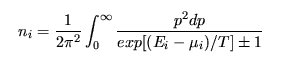 n_i = \frac{1}{2\pi^2} \int_0^\infty \frac{p^2 dp}{exp[(E_i - \mu_i)/T] \pm 1}